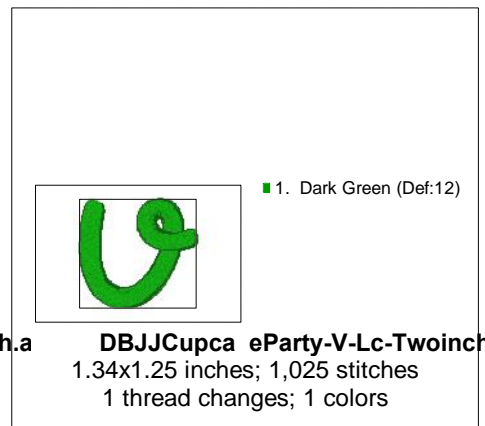 1. Dark Green (Def:12)
h.a DBJJCupca eParty-V-Lc-Twoinch
1.34x1.25 inches; 1,025 stitches
1 thread changes; 1 colors